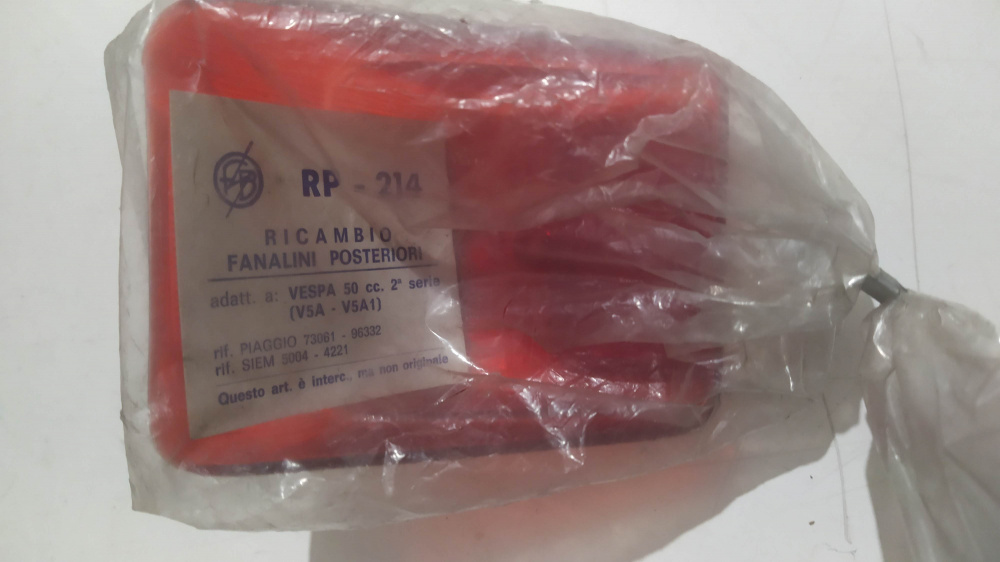 RP - 214
RICAMBIO
FANALINI POSTERIORI
adatt. a: VESPA 50 cc. 2ª serie
(V5A - V5A1)
rif. PIAGGIO 73061 - 96332
rif. SIEM 5004 - 4221
Questo art. è interc., ma non originale